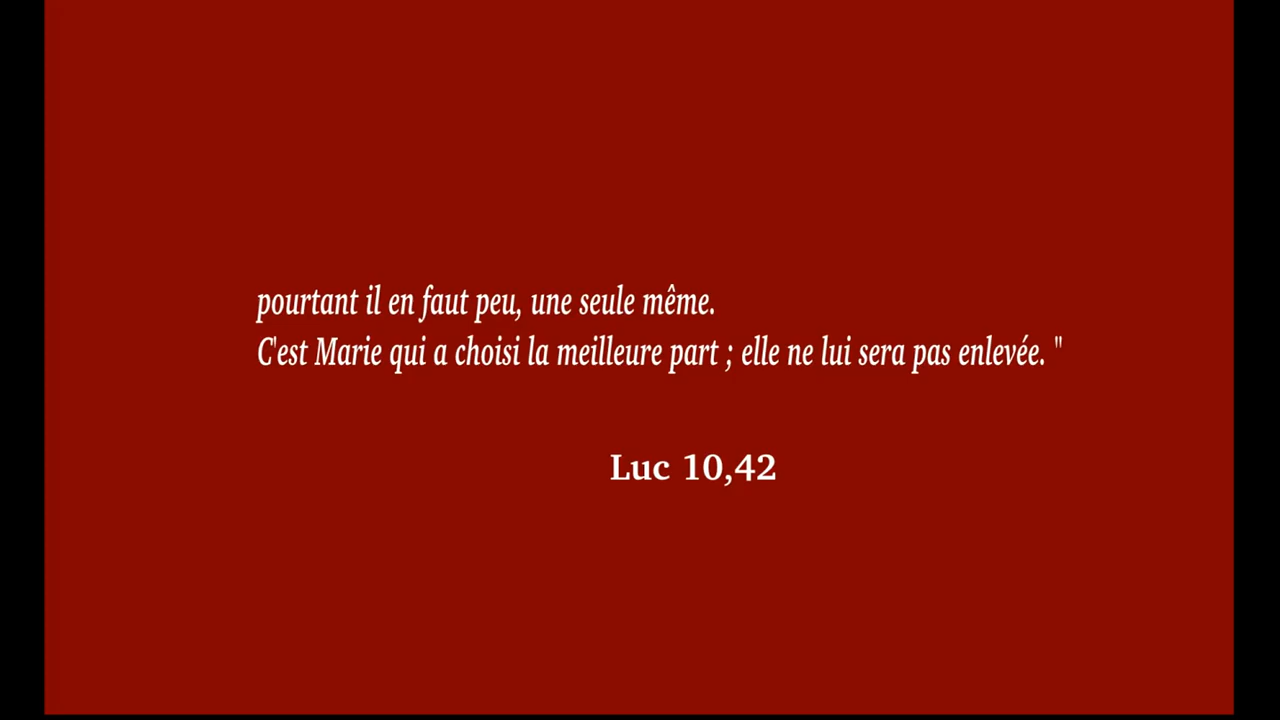 pourtant il en faut peu, une seule même.
C'est Marie qui a choisi la meilleure part ; elle ne lui sera pas enlevée. "
Luc 10,42